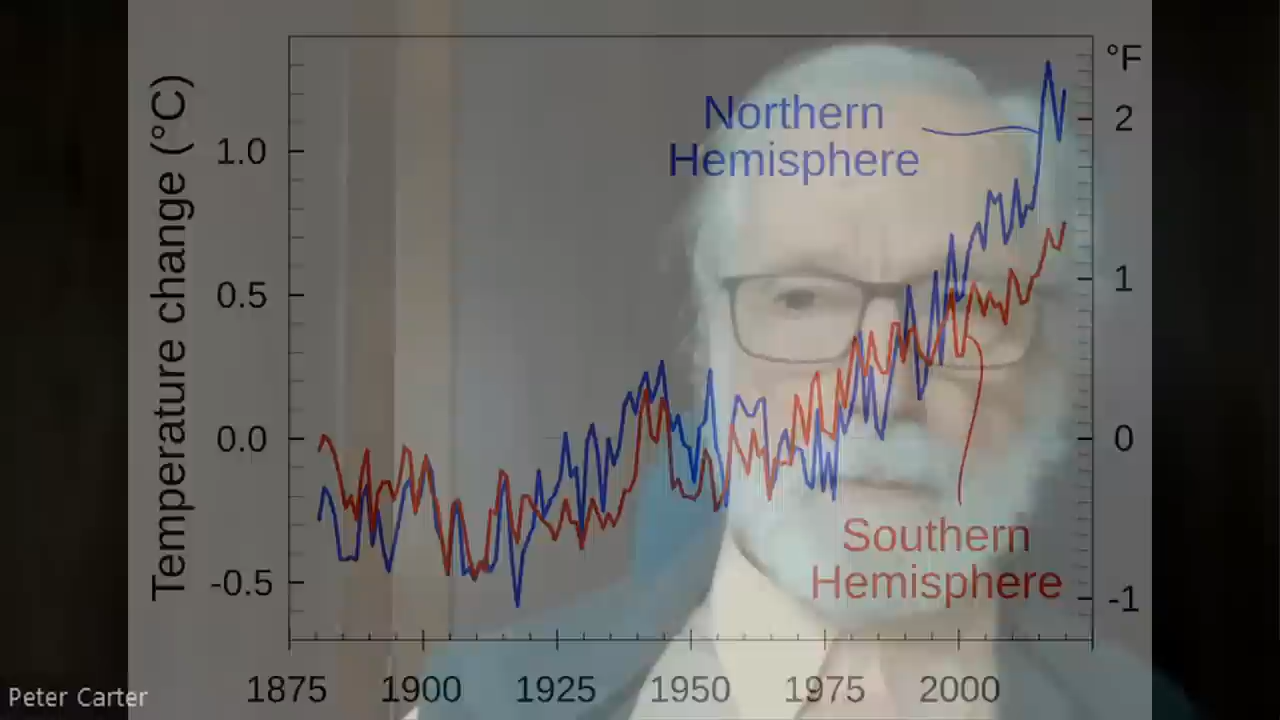 °F
Northern
Hemisphere
Temperature change (°C)
1.0
0.5
0.0
-0.5
2
1
0
-1
Southern
Hemisphere
1875 1900 1925 1950 1975 2000
Peter Carter